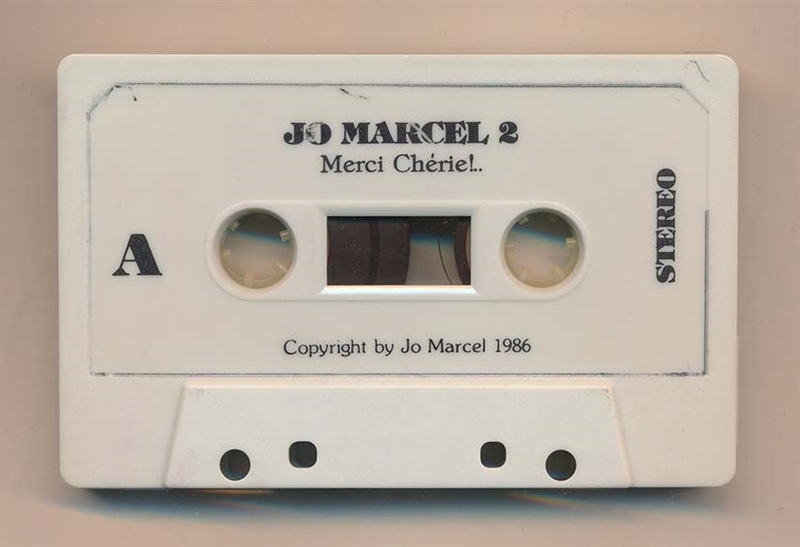 JO MARCEL 2
Merci Chérie!..
A
STEREO
Copyright by Jo Marcel 1986